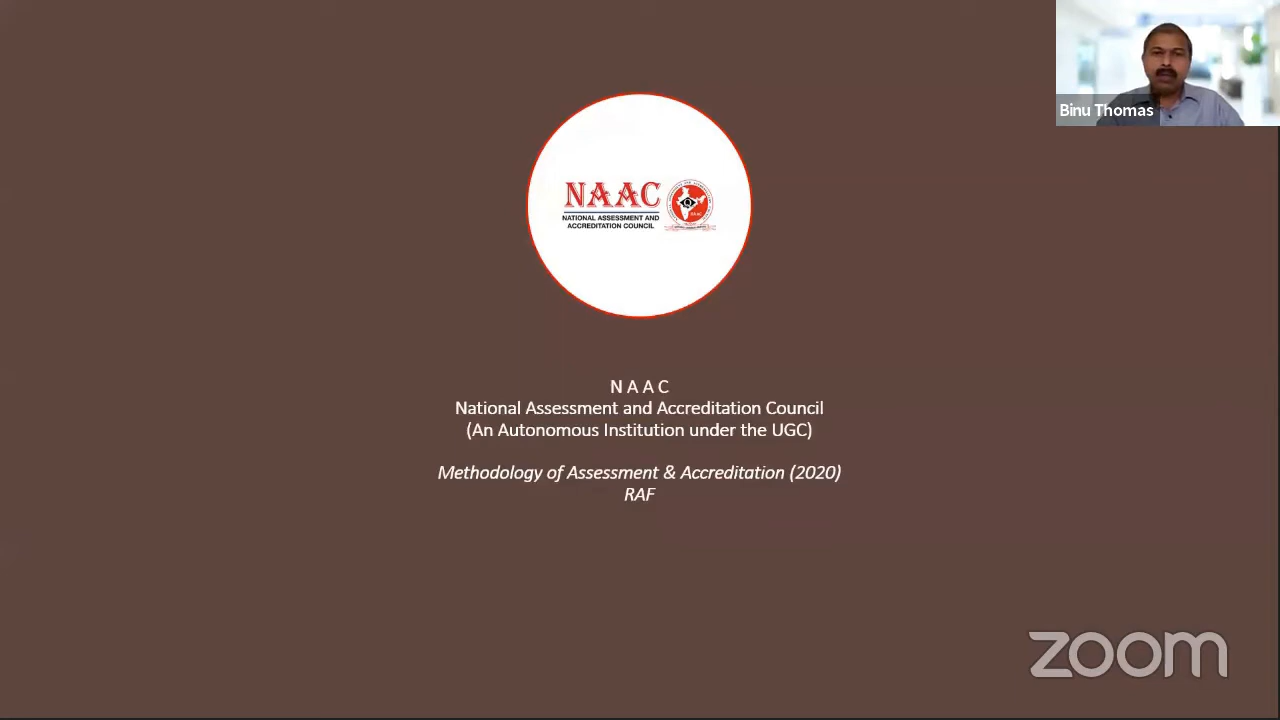 Binu Thomas
NAAC
NATIONAL ASSESSMENT AND
ACCREDITATION COUNCIL
N A A C
National Assessment and Accreditation Council
(An Autonomous Institution under the UGC)
Methodology of Assessment & Accreditation (2020)
RAF
zoom